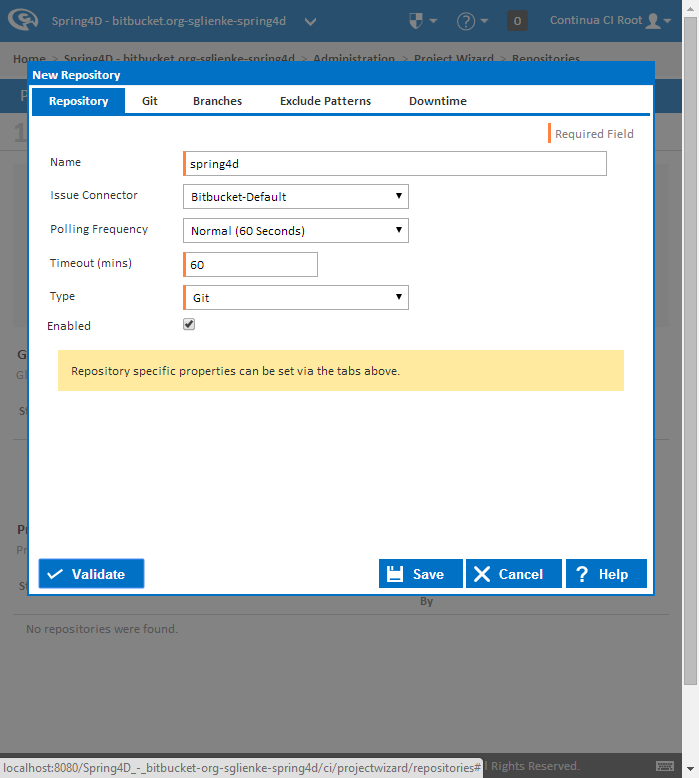 Spring4D - bitbucket.org-sglienke-spring4d
0
Continua CI Root
Home > Spring4D - bitbucket.org-sglienke-spring4d > Administration > Project Wizard > Repositories
New Repository
Repository Git Branches Exclude Patterns Downtime
Required Field
Name spring4d
Issue Connector Bitbucket-Default
Polling Frequency Normal (60 Seconds)
Timeout (mins) 60
Type Git
Enabled
Repository specific properties can be set via the tabs above.
Validate Save Cancel ? Help
By
No repositories were found.
localhost:8080/Spring4D_-_bitbucket-org-sglienke-spring4d/ci/projectwizard/repositories#
l Rights Reserved.